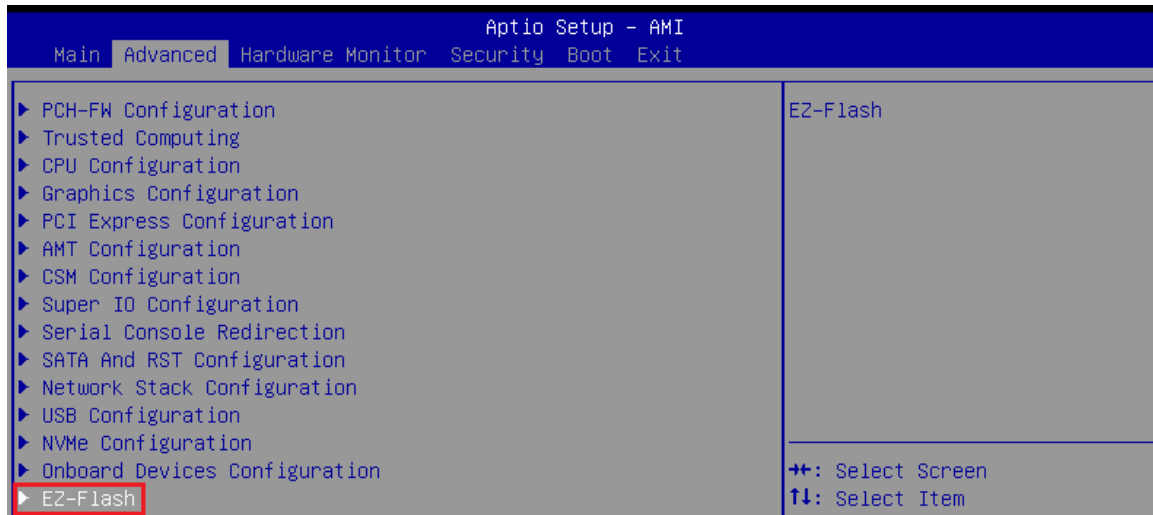 Aptio Setup – AMI
Main Advanced Hardware Monitor Security Boot Exit
▶ PCH-FW Configuration
▶ Trusted Computing
▶ CPU Configuration
▶ Graphics Configuration
▶ PCI Express Configuration
▶ AMT Configuration
▶ CSM Configuration
▶ Super IO Configuration
▶ Serial Console Redirection
▶ SATA And RST Configuration
▶ Network Stack Configuration
▶ USB Configuration
▶ NVMe Configuration
▶ Onboard Devices Configuration
▶ EZ-Flash
EZ-Flash
→←: Select Screen
↑↓: Select Item